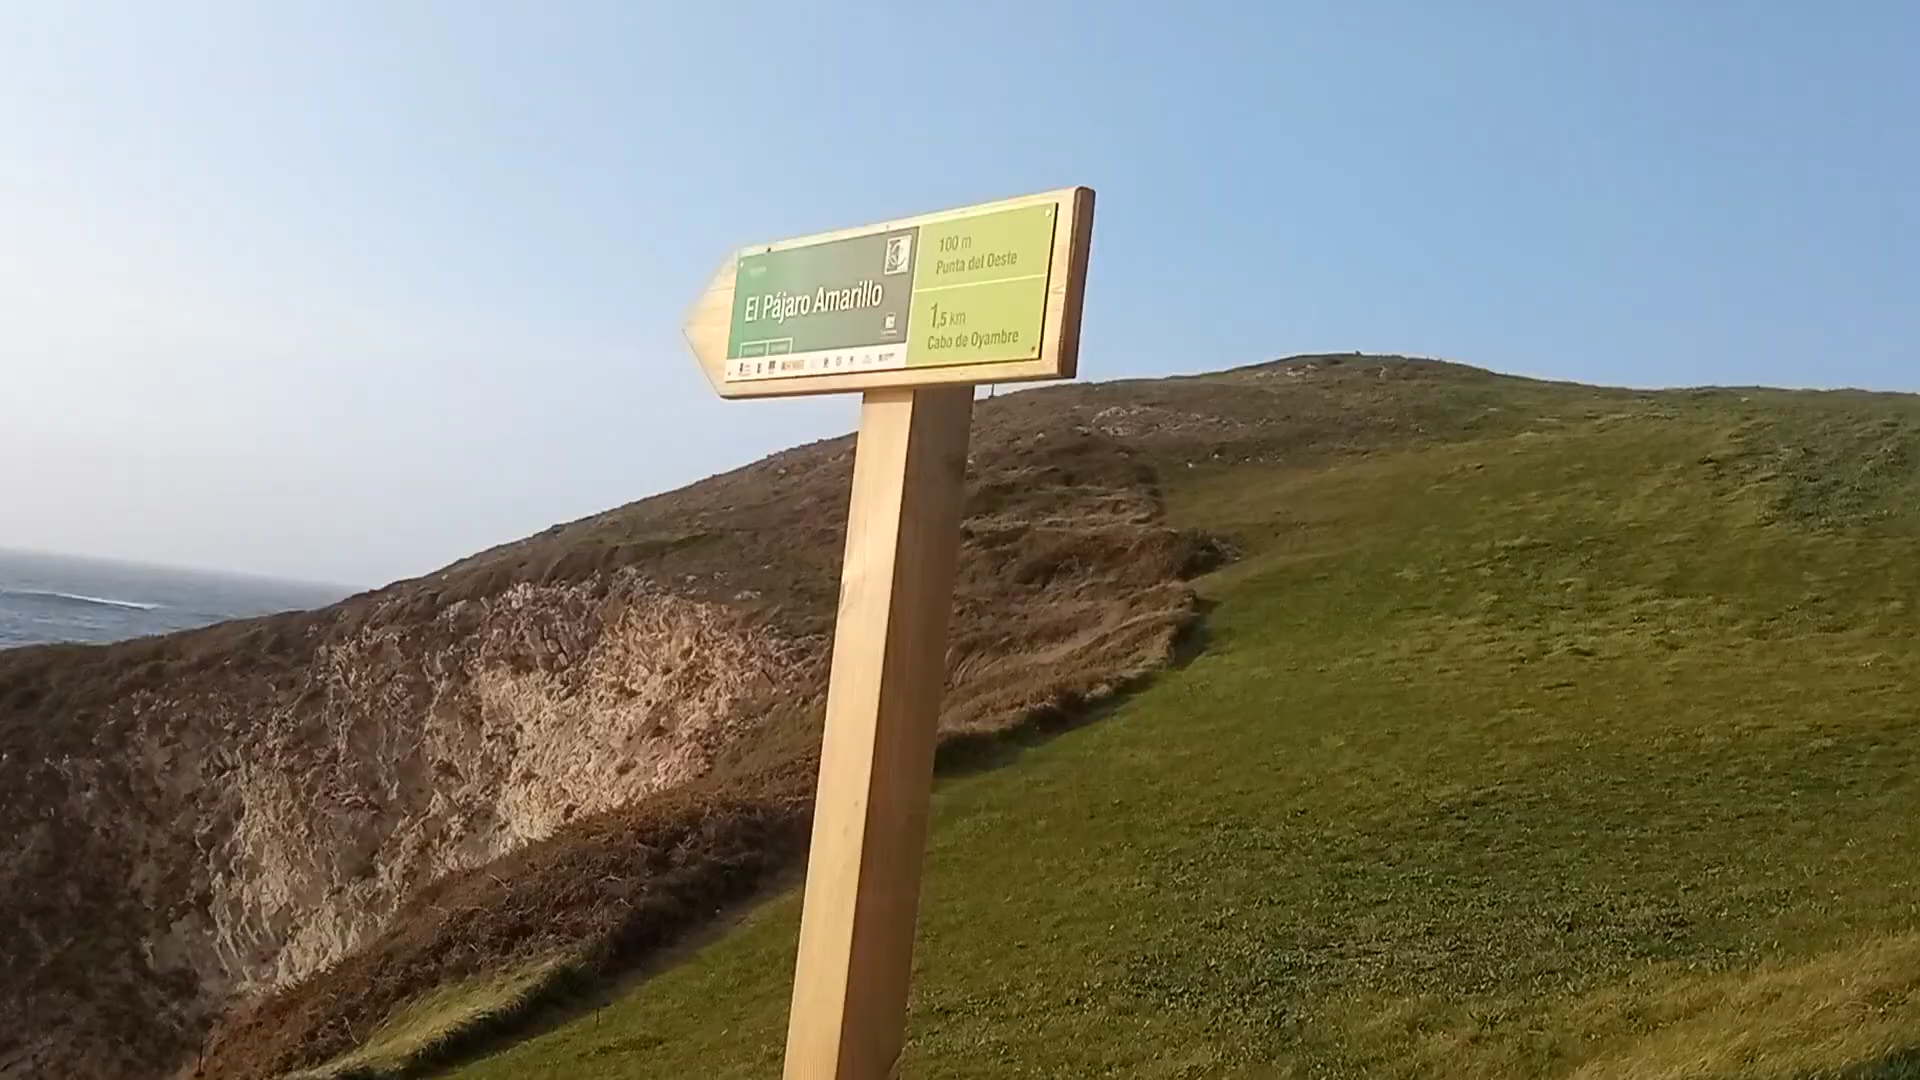 El Pájaro Amarillo
100 m
Punta del Oeste
1,5 km
Cabo de Oyambre